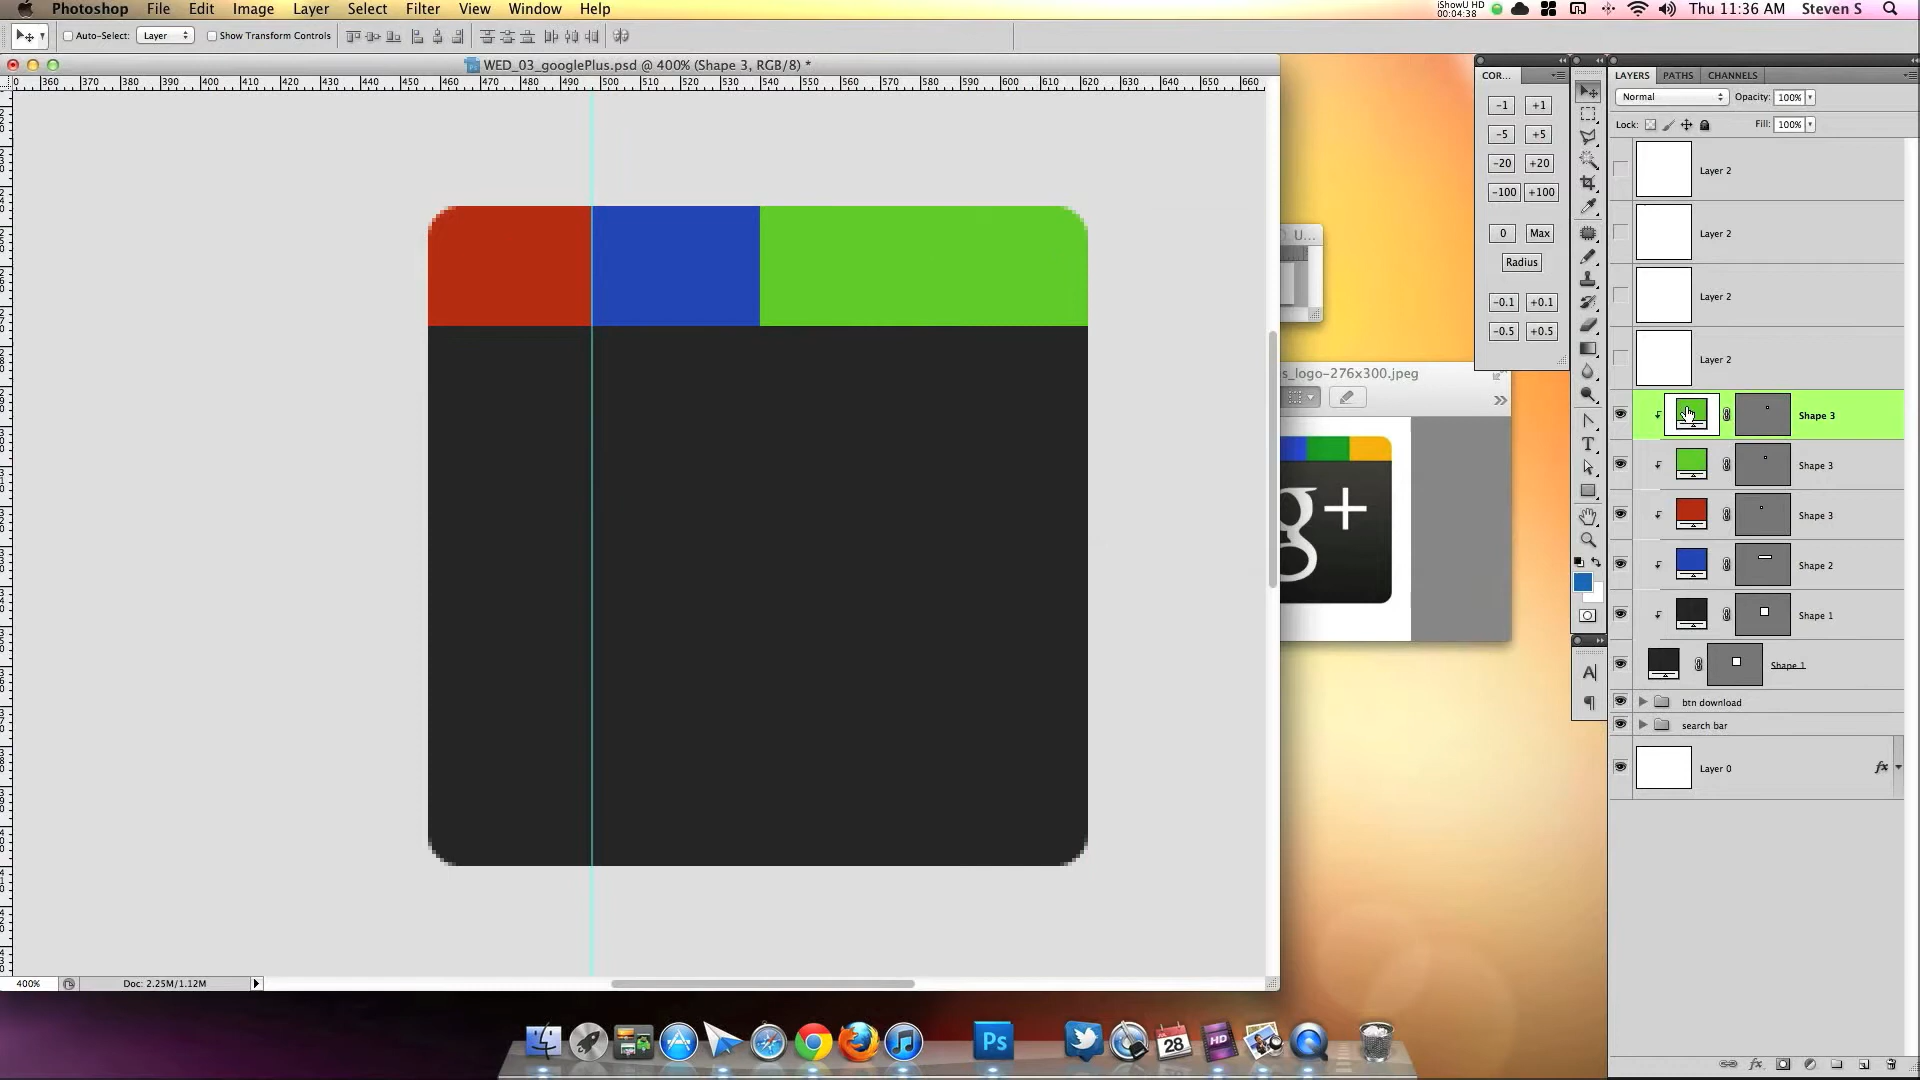 Photoshop File Edit Image Layer Select Filter View Window Help
iShowU HD
00:04:38
Thu 11:36 AM Steven S
Auto-Select: Layer Show Transform Controls
WED_03_googlePlus.psd @ 400% (Shape 3, RGB/8) *
360 370 380 390 400 410 420 430 440 450 460 470 480 490 500 510 520 530 540 550 560 570 580 590 600 610 620 630 640 650 660
COR...
-1 +1
-5 +5
-20 +20
-100 +100
0 Max
Radius
-0.1 +0.1
-0.5 +0.5
U...
s_logo-276x300.jpeg
g+
LAYERS PATHS CHANNELS
Normal Opacity: 100%
Lock: Fill: 100%
Layer 2
Layer 2
Layer 2
Layer 2
Shape 3
Shape 3
Shape 3
Shape 2
Shape 1
Shape 1
btn download
search bar
Layer 0 fx
T
A
¶
400% Doc: 2.25M/1.12M
Ps
28
HD
fx